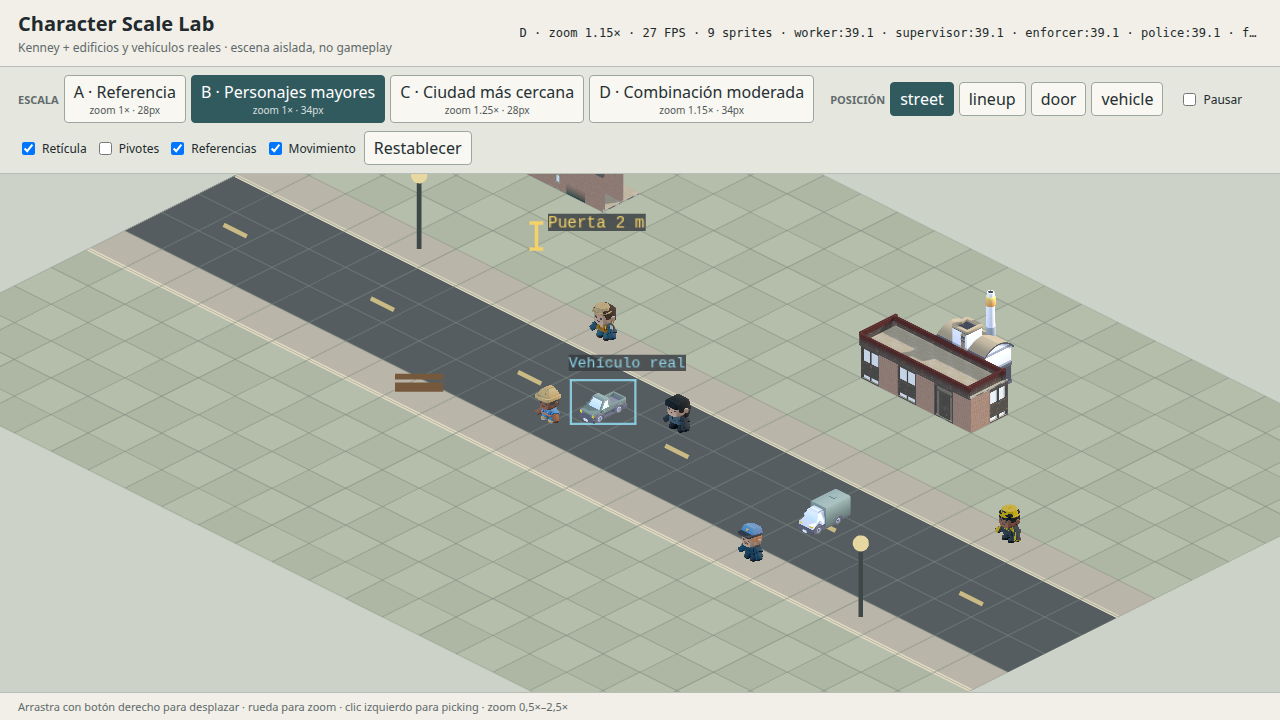 Character Scale Lab
Kenney + edificios y vehículos reales · escena aislada, no gameplay
D · zoom 1.15× · 27 FPS · 9 sprites · worker:39.1 · supervisor:39.1 · enforcer:39.1 · police:39.1 · f…
ESCALA
A · Referencia
zoom 1× · 28px
B · Personajes mayores
zoom 1× · 34px
C · Ciudad más cercana
zoom 1.25× · 28px
D · Combinación moderada
zoom 1.15× · 34px
POSICIÓN
street
lineup
door
vehicle
Pausar
Retícula
Pivotes
Referencias
Movimiento
Restablecer
Puerta 2 m
Vehículo real
Arrastra con botón derecho para desplazar · rueda para zoom · clic izquierdo para picking · zoom 0,5×–2,5×